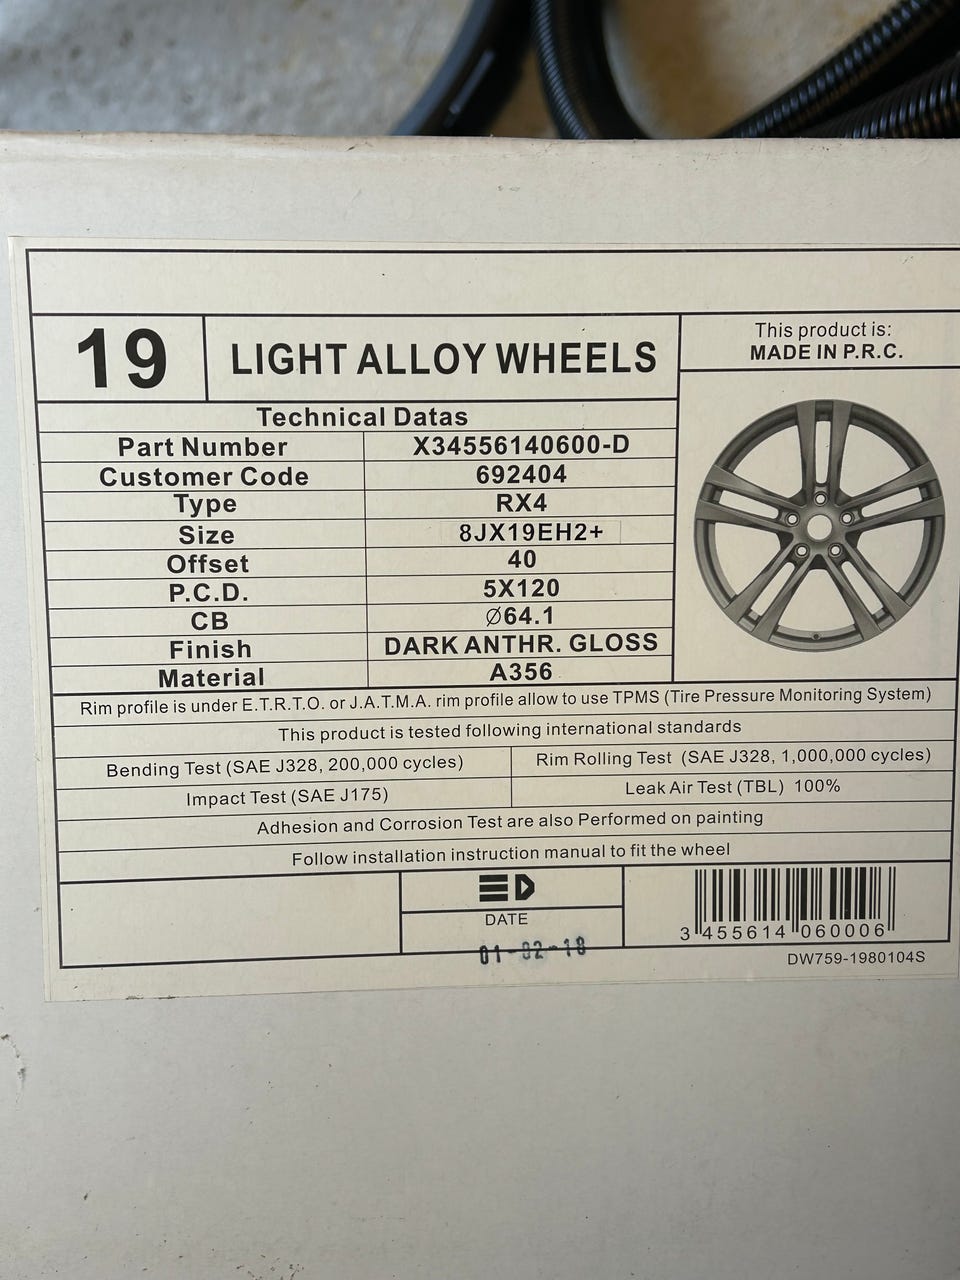 19
LIGHT ALLOY WHEELS
This product is:
MADE IN P.R.C.
Technical Datas
Part Number X34556140600-D
Customer Code 692404
Type RX4
Size 8JX19EH2+
Offset 40
P.C.D. 5X120
CB Ø64.1
Finish DARK ANTHR. GLOSS
Material A356
Rim profile is under E.T.R.T.O. or J.A.T.M.A. rim profile allow to use TPMS (Tire Pressure Monitoring System)
This product is tested following international standards
Bending Test (SAE J328, 200,000 cycles) Rim Rolling Test (SAE J328, 1,000,000 cycles)
Impact Test (SAE J175) Leak Air Test (TBL) 100%
Adhesion and Corrosion Test are also Performed on painting
Follow installation instruction manual to fit the wheel
DATE
01-02-18
3 455614 060006
DW759-1980104S